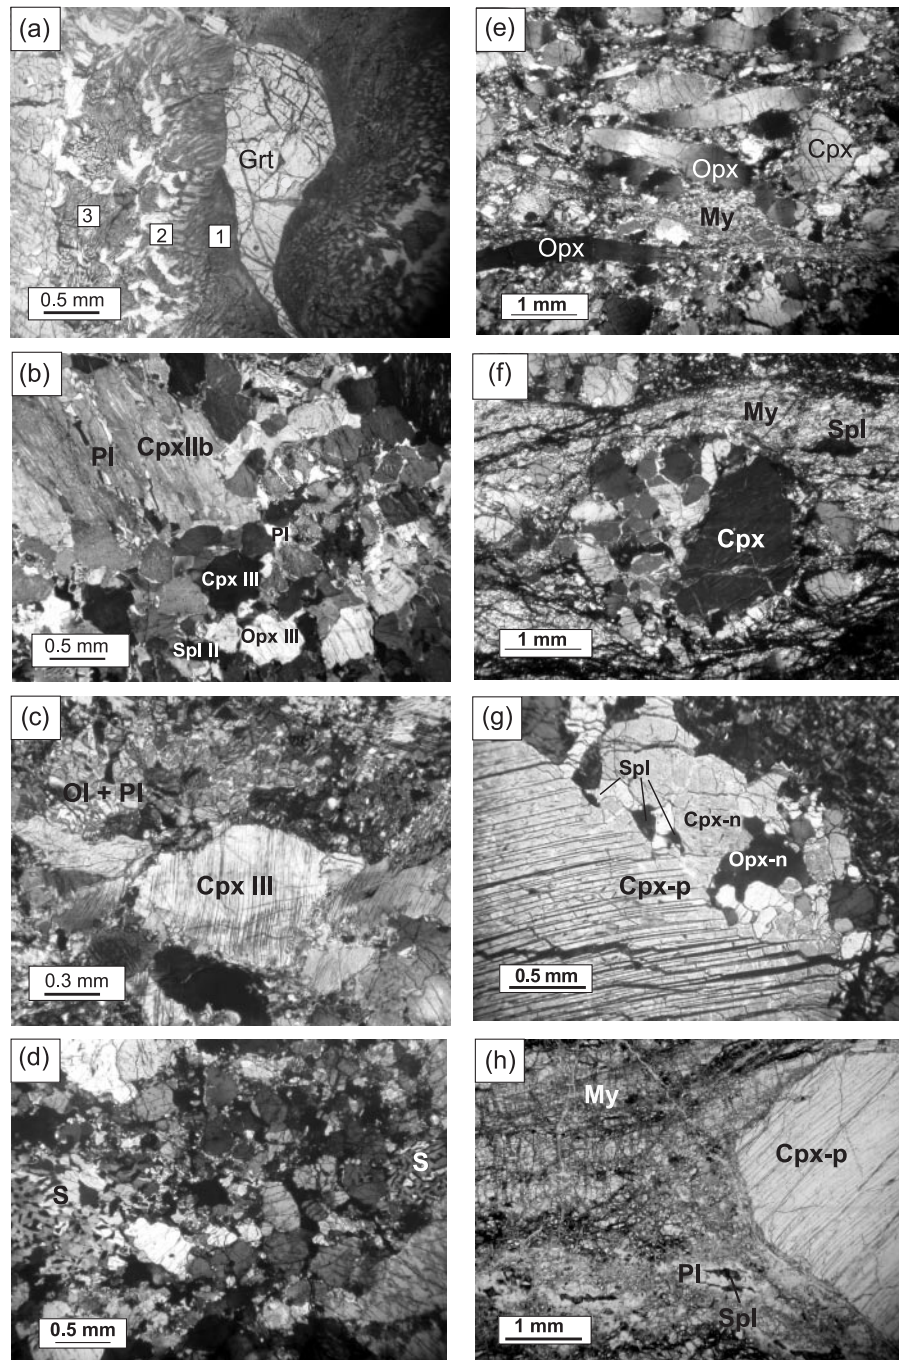 (a)
Grt
3
2
1
0.5 mm
(b)
CpxIIb
Pl
Pl
Cpx III
Opx III
Spl II
0.5 mm
(c)
Ol + Pl
Cpx III
0.3 mm
(d)
S
S
0.5 mm
(e)
Cpx
Opx
My
Opx
1 mm
(f)
My
Spl
Cpx
1 mm
(g)
Spl
Cpx-n
Opx-n
Cpx-p
0.5 mm
(h)
My
Cpx-p
Pl
Spl
1 mm